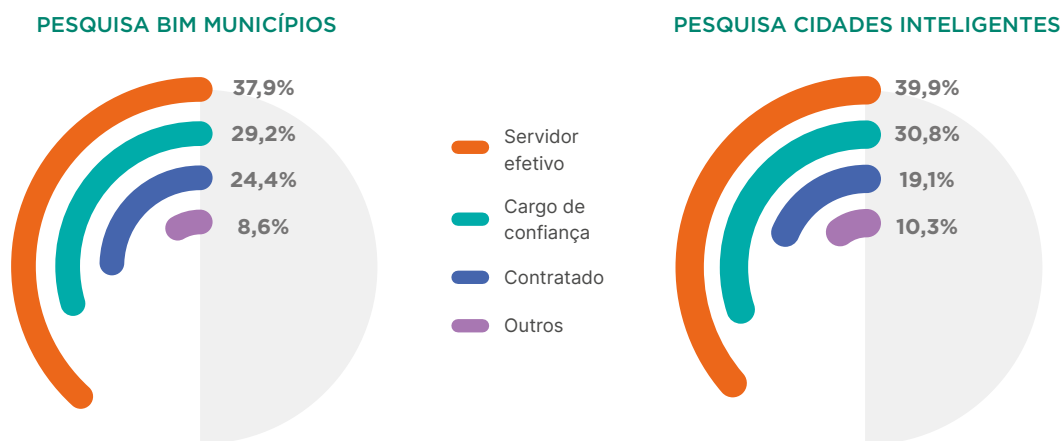 PESQUISA BIM MUNICÍPIOS
37,9%
29,2%
24,4%
8,6%
Servidor
efetivo
Cargo de
confiança
Contratado
Outros
PESQUISA CIDADES INTELIGENTES
39,9%
30,8%
19,1%
10,3%